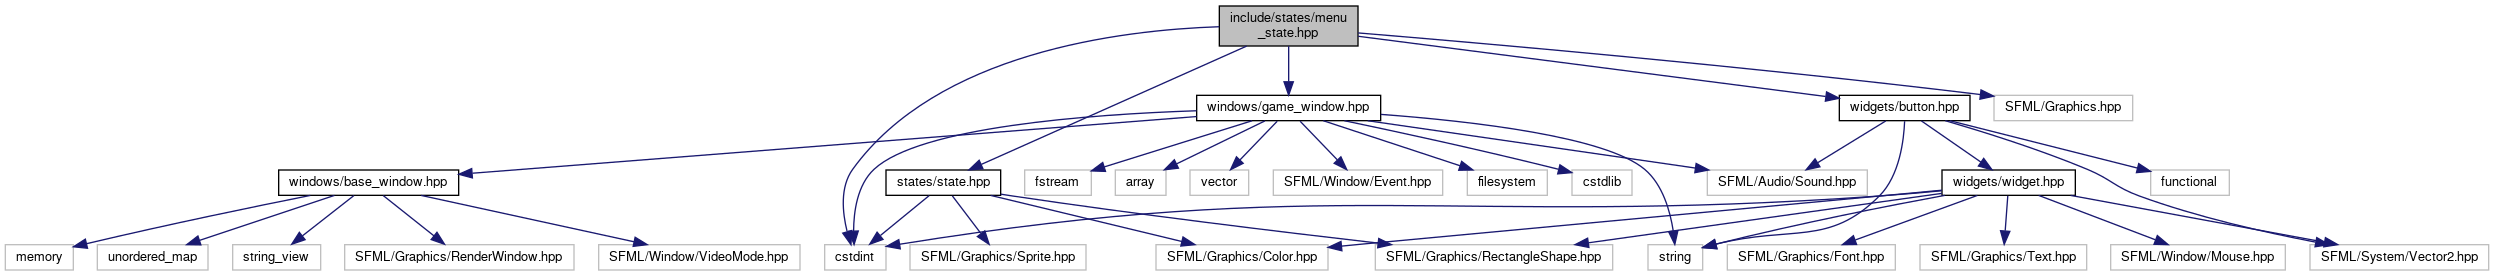 include/states/menu
_state.hpp
windows/game_window.hpp
widgets/button.hpp
SFML/Graphics.hpp
windows/base_window.hpp
states/state.hpp
fstream
array
vector
SFML/Window/Event.hpp
filesystem
cstdlib
SFML/Audio/Sound.hpp
widgets/widget.hpp
functional
memory
unordered_map
string_view
SFML/Graphics/RenderWindow.hpp
SFML/Window/VideoMode.hpp
cstdint
SFML/Graphics/Sprite.hpp
SFML/Graphics/Color.hpp
SFML/Graphics/RectangleShape.hpp
string
SFML/Graphics/Font.hpp
SFML/Graphics/Text.hpp
SFML/Window/Mouse.hpp
SFML/System/Vector2.hpp